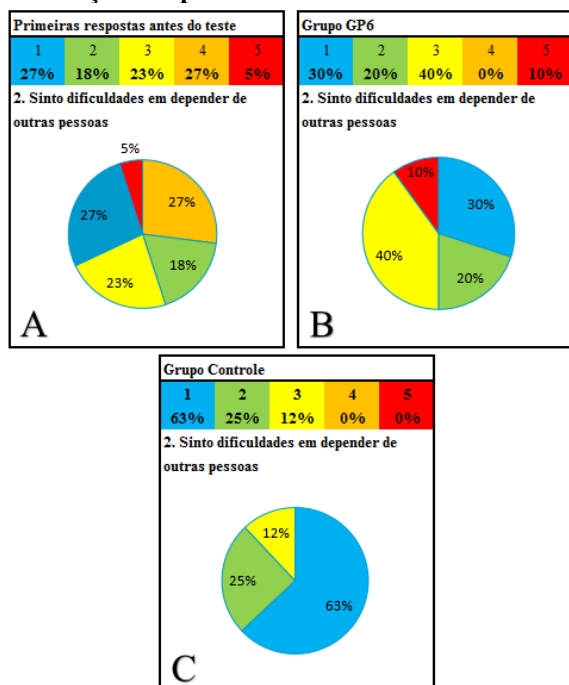 Primeiras respostas antes do teste
1 2 3 4 5
27% 18% 23% 27% 5%
2. Sinto dificuldades em depender de
outras pessoas
5%
27%
27%
18%
23%
A
Grupo GP6
1 2 3 4 5
30% 20% 40% 0% 10%
2. Sinto dificuldades em depender de
outras pessoas
10%
30%
40%
20%
B
Grupo Controle
1 2 3 4 5
63% 25% 12% 0% 0%
2. Sinto dificuldades em depender de
outras pessoas
12%
25%
63%
C